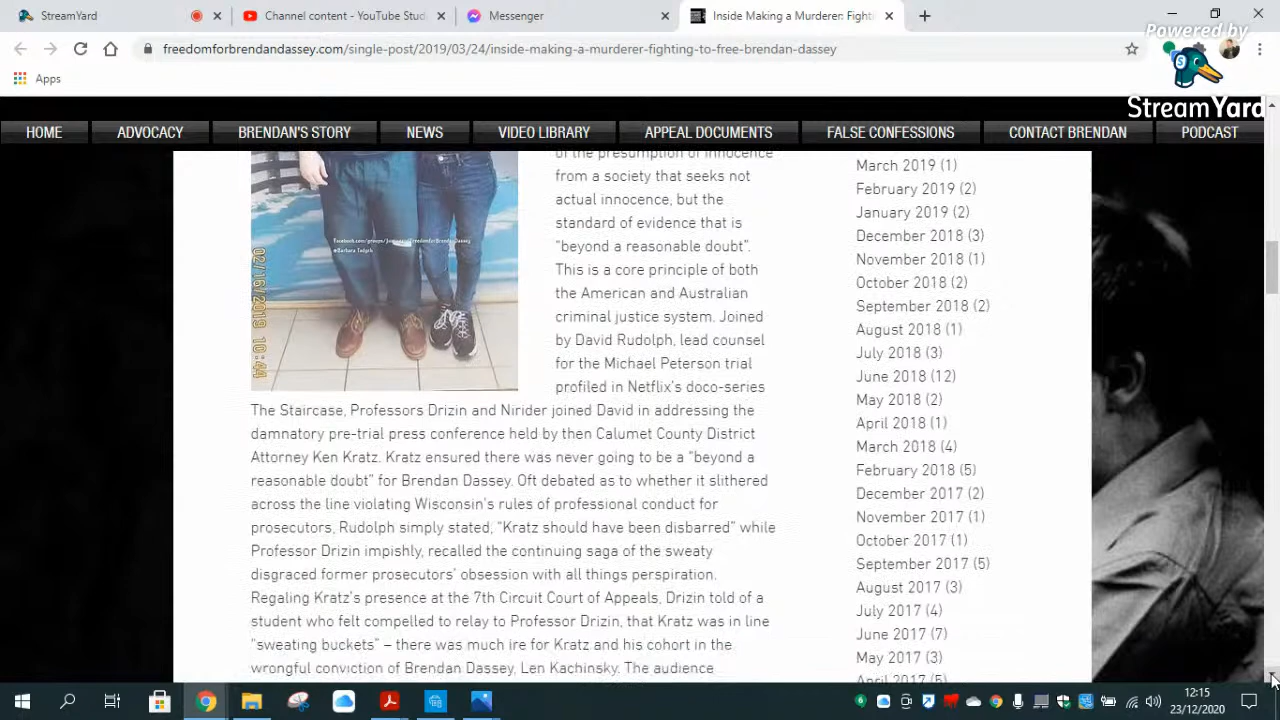 StreamYard
Channel content - YouTube Stud
Messenger
Inside Making a Murderer: Fight
Powered by
StreamYard
freedomforbrendandassey.com/single-post/2019/03/24/inside-making-a-murderer-fighting-to-free-brendan-dassey
Apps
HOME
ADVOCACY
BRENDAN'S STORY
NEWS
VIDEO LIBRARY
APPEAL DOCUMENTS
FALSE CONFESSIONS
CONTACT BRENDAN
PODCAST
02/16/2019 10:44
of the presumption of innocence
from a society that seeks not
actual innocence, but the
standard of evidence that is
"beyond a reasonable doubt".
This is a core principle of both
the American and Australian
criminal justice system. Joined
by David Rudolph, lead counsel
for the Michael Peterson trial
profiled in Netflix's doco-series
The Staircase, Professors Drizin and Nirider joined David in addressing the
damnatory pre-trial press conference held by then Calumet County District
Attorney Ken Kratz. Kratz ensured there was never going to be a "beyond a
reasonable doubt" for Brendan Dassey. Oft debated as to whether it slithered
across the line violating Wisconsin's rules of professional conduct for
prosecutors, Rudolph simply stated, "Kratz should have been disbarred" while
Professor Drizin impishly, recalled the continuing saga of the sweaty
disgraced former prosecutors' obsession with all things perspiration.
Regaling Kratz's presence at the 7th Circuit Court of Appeals, Drizin told of a
student who felt compelled to relay to Professor Drizin, that Kratz was in line
"sweating buckets" – there was much ire for Kratz and his cohort in the
wrongful conviction of Brendan Dassey, Len Kachinsky. The audience
March 2019 (1)
February 2019 (2)
January 2019 (2)
December 2018 (3)
November 2018 (1)
October 2018 (2)
September 2018 (2)
August 2018 (1)
July 2018 (3)
June 2018 (12)
May 2018 (2)
April 2018 (1)
March 2018 (4)
February 2018 (5)
December 2017 (2)
November 2017 (1)
October 2017 (1)
September 2017 (5)
August 2017 (3)
July 2017 (4)
June 2017 (7)
May 2017 (3)
April 2017 (5)
12:15
23/12/2020